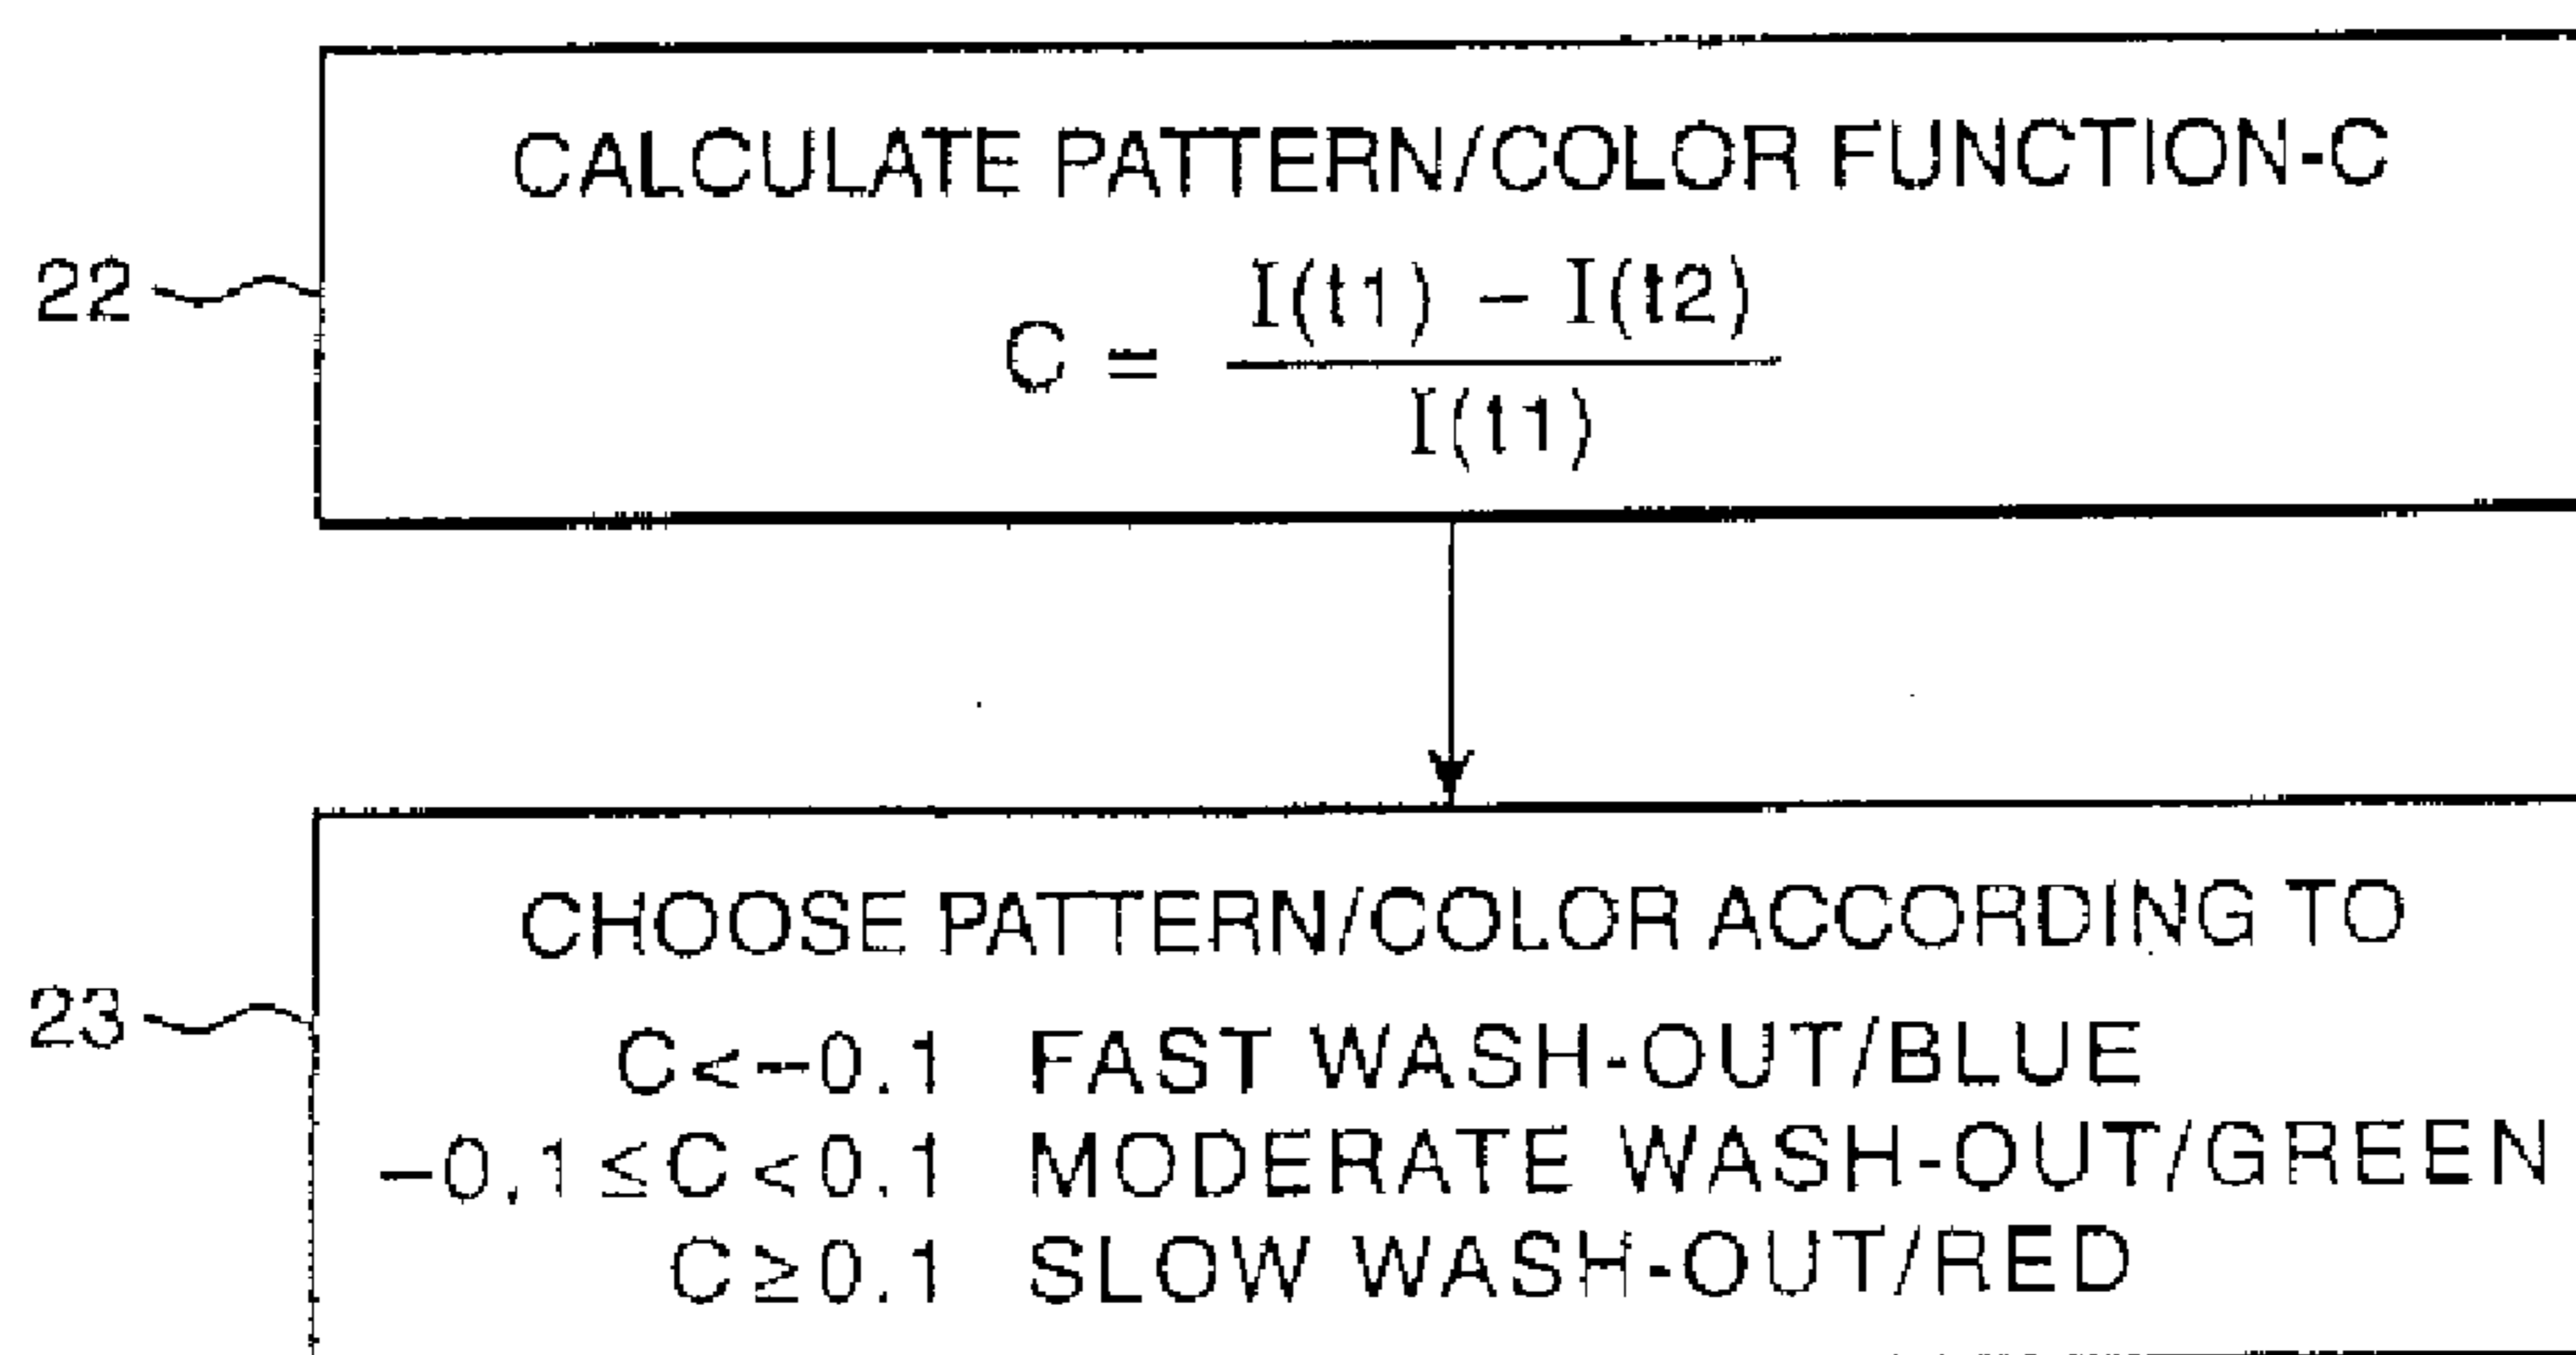 CALCULATE PATTERN/COLOR FUNCTION-C
22
C = I(t1) – I(t2) / I(t1)
CHOOSE PATTERN/COLOR ACCORDING TO
23
C<-0.1 FAST WASH-OUT/BLUE
-0.1≤C<0.1 MODERATE WASH-OUT/GREEN
C≥0.1 SLOW WASH-OUT/RED